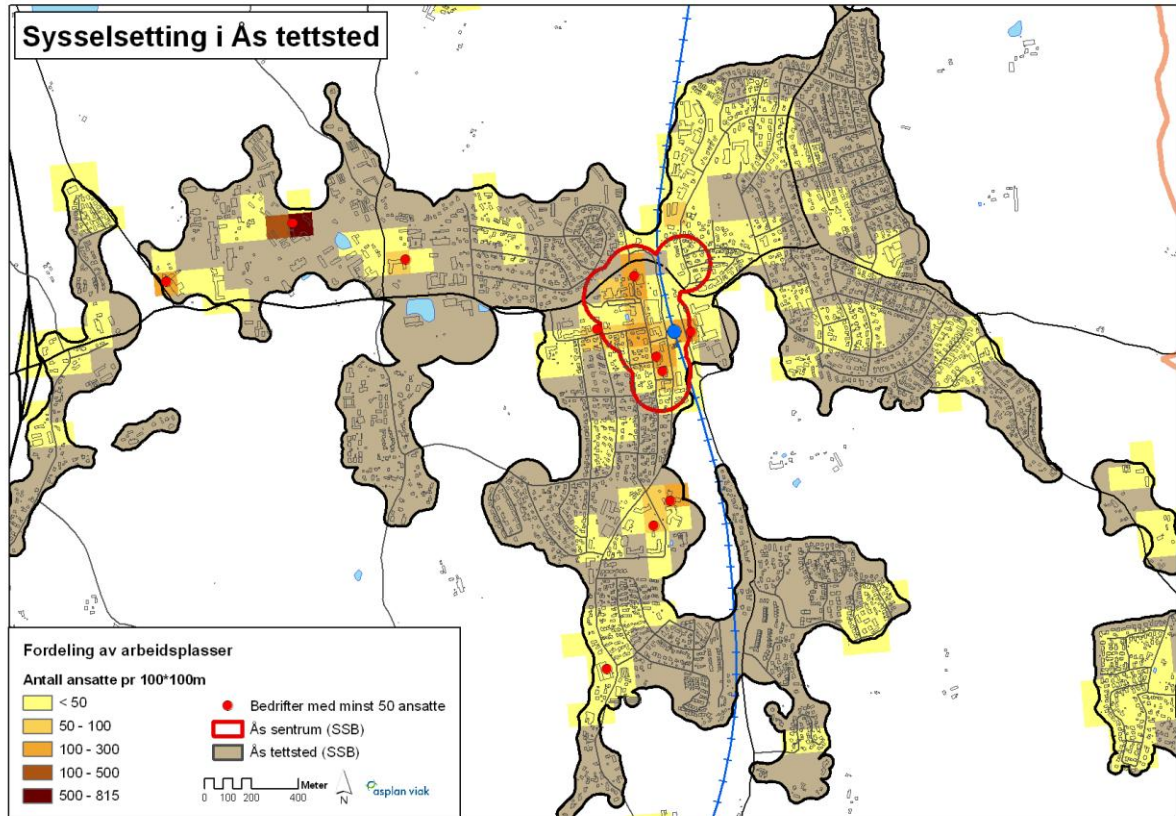 Sysselsetting i Ås tettsted
Fordeling av arbeidsplasser
Antall ansatte pr 100*100m
< 50
50 - 100
100 - 300
100 - 500
500 - 815
Bedrifter med minst 50 ansatte
Ås sentrum (SSB)
Ås tettsted (SSB)
Meter
0 100 200 400
N
asplan viak